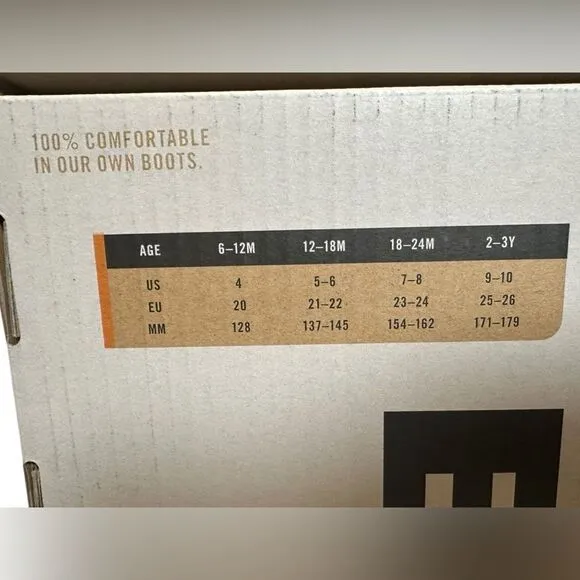 100% COMFORTABLE
IN OUR OWN BOOTS.
AGE 6–12M 12–18M 18–24M 2–3Y
US 4 5–6 7–8 9–10
EU 20 21–22 23–24 25–26
MM 128 137–145 154–162 171–179